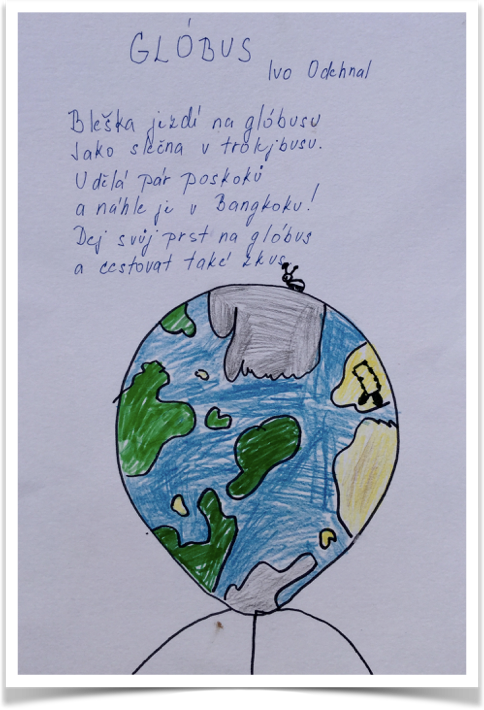 GLÓBUS
Ivo Odehnal
Bleška jezdí na glóbusu
Jako slečna v trolejbusu.
Udělá pár poskoků
a náhle je v Bangkoku!
Dej svůj prst na glóbus
a cestovat také zkus